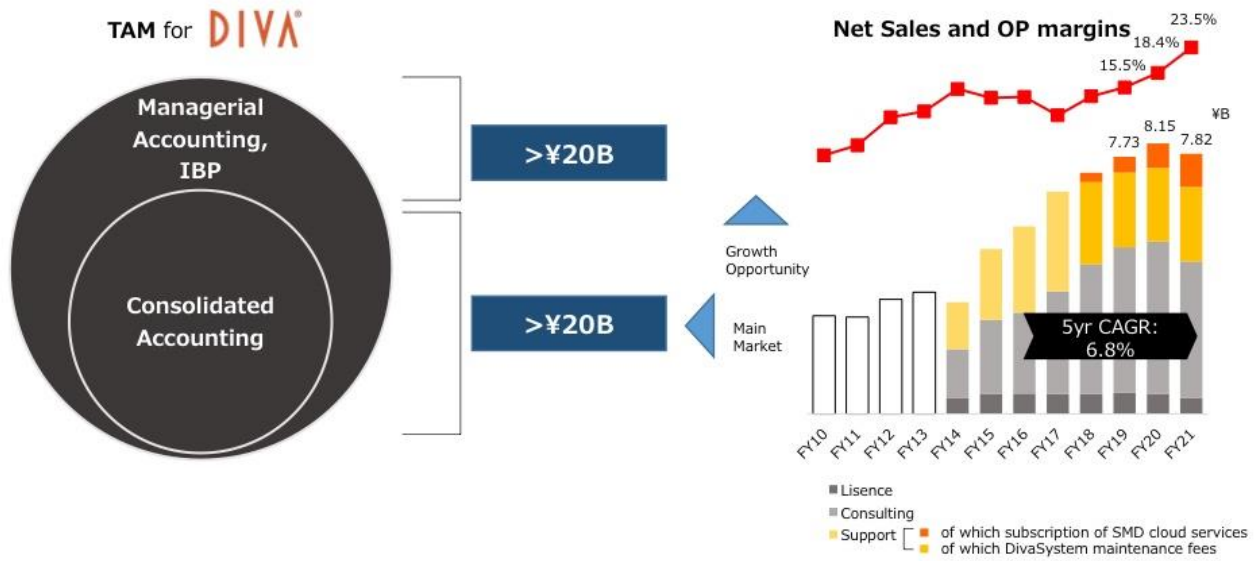 TAM for DIVA®
Managerial
Accounting,
IBP
Consolidated
Accounting
>¥20B
>¥20B
Growth
Opportunity
Main
Market
Net Sales and OP margins
23.5%
18.4%
15.5%
¥B
8.15
7.73
7.82
5yr CAGR:
6.8%
FY10
FY11
FY12
FY13
FY14
FY15
FY16
FY17
FY18
FY19
FY20
FY21
Lisence
Consulting
Support
of which subscription of SMD cloud services
of which DivaSystem maintenance fees